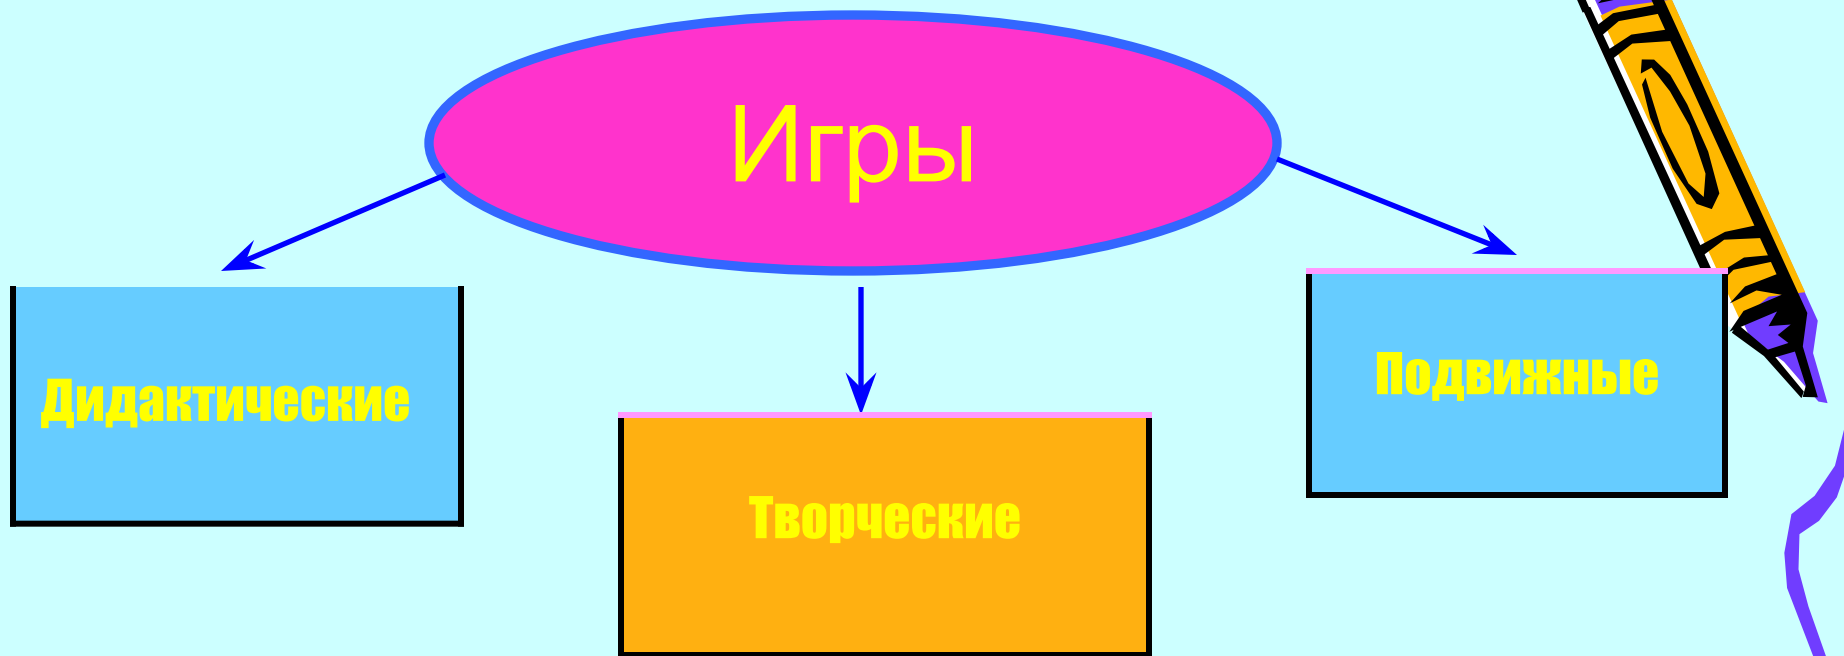 Игры
Дидактические
Творческие
Подвижные